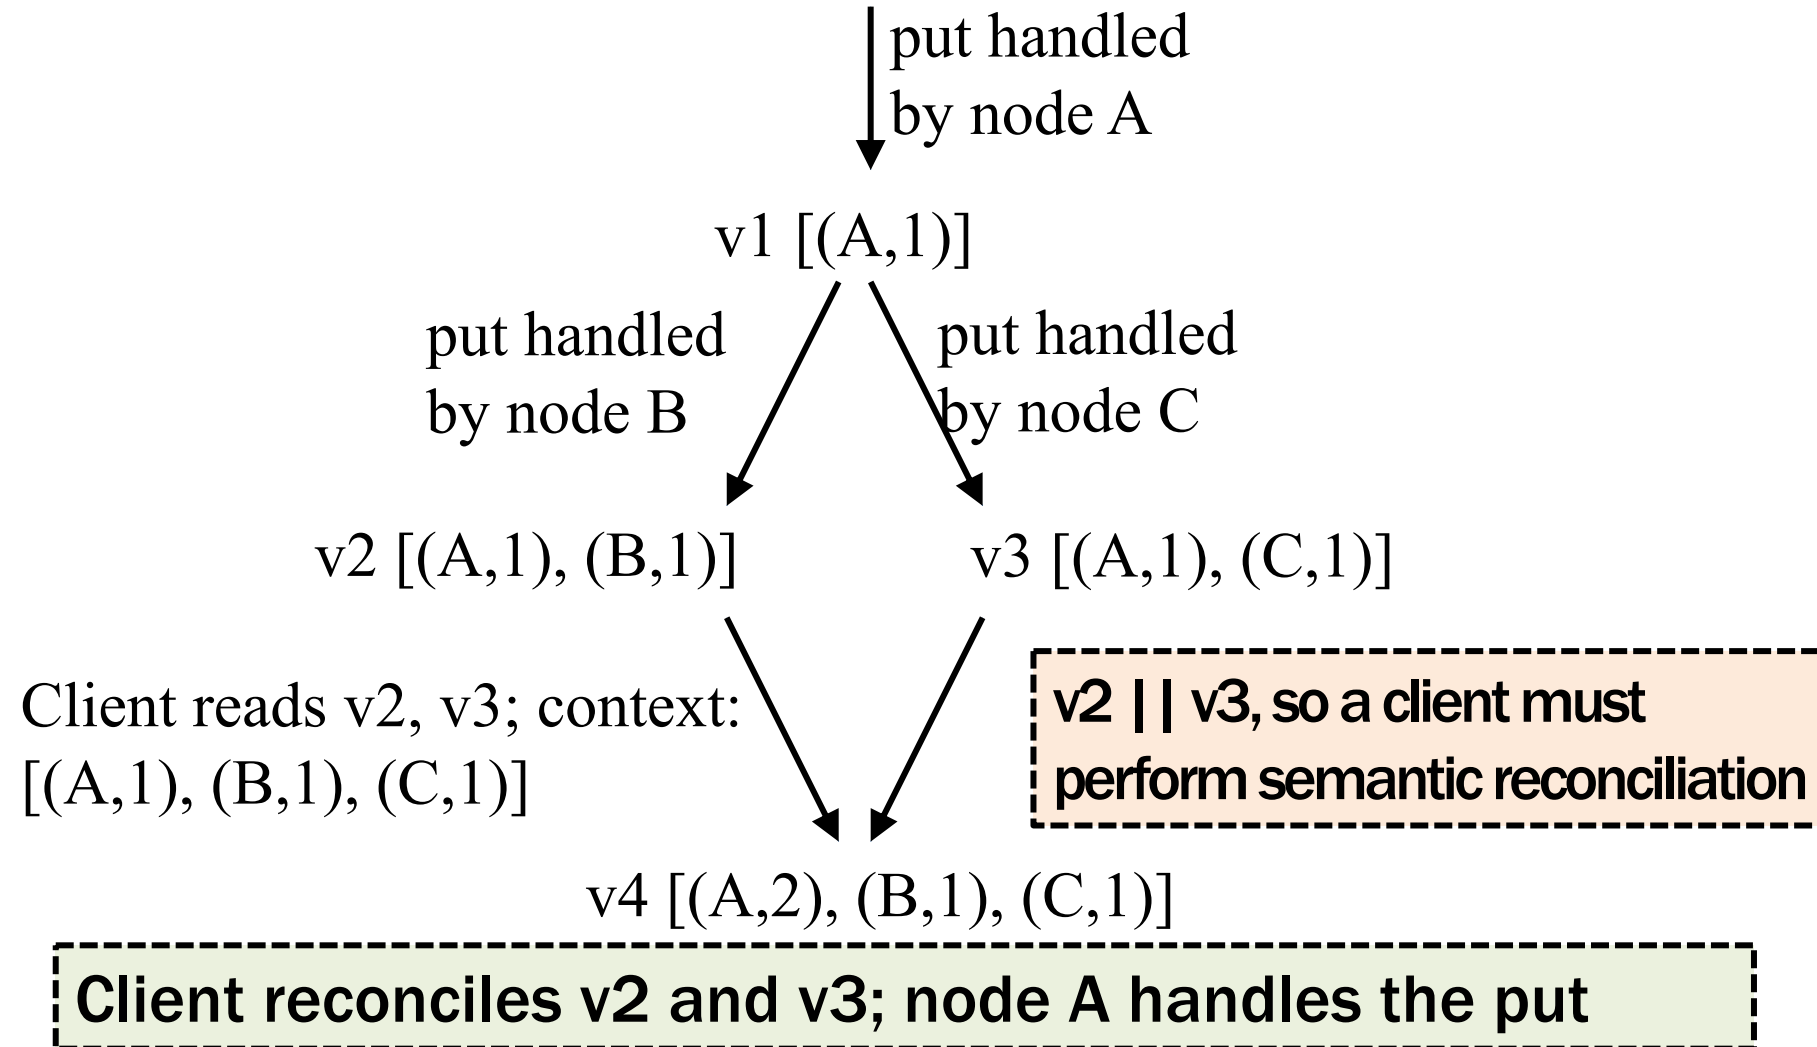 put handled
by node A
v1 [(A,1)]
put handled
by node B
put handled
by node C
v2 [(A,1), (B,1)]
v3 [(A,1), (C,1)]
Client reads v2, v3; context:
[(A,1), (B,1), (C,1)]
v2 || v3, so a client must
perform semantic reconciliation
v4 [(A,2), (B,1), (C,1)]
Client reconciles v2 and v3; node A handles the put